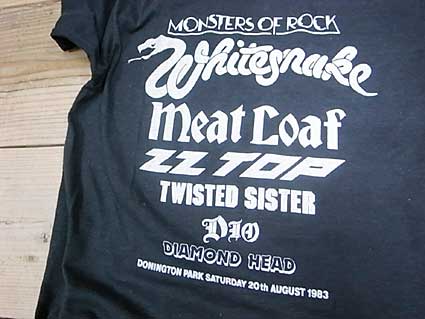 MONSTERS OF ROCK
Whitesnake
Meat Loaf
ZZ TOP
TWISTED SISTER
DIO
DIAMOND HEAD
DONINGTON PARK SATURDAY 20th AUGUST 1983